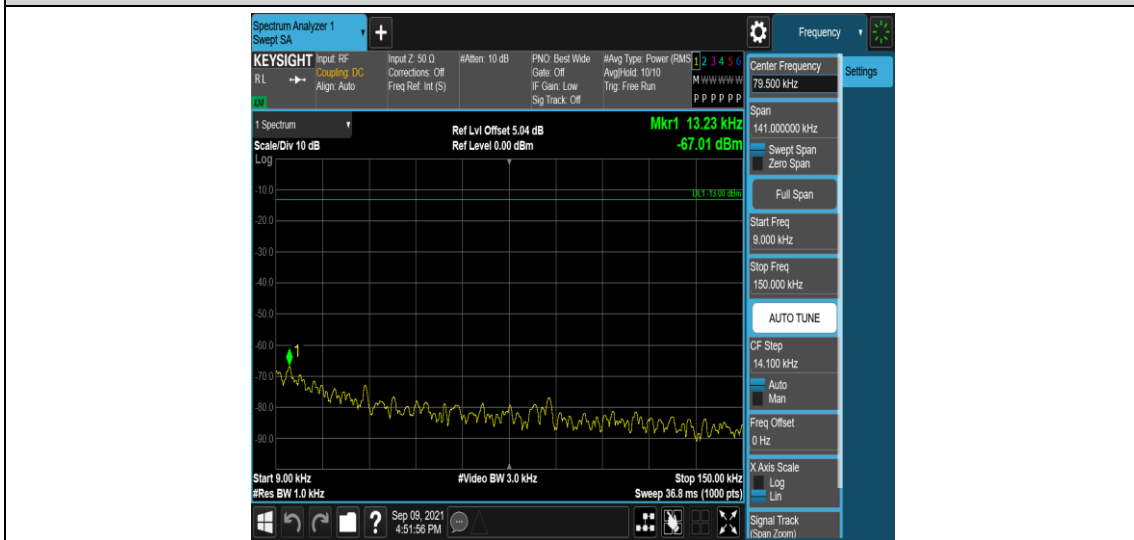 Spectrum Analyzer 1
Swept SA
Frequency
KEYSIGHT
RL
LNI
Input: RF
Coupling: DC
Align: Auto
Input Z: 50 Ω
Corrections: Off
Freq Ref: Int (S)
#Atten: 10 dB
PNO: Best Wide
Gate: Off
IF Gain: Low
Sig Track: Off
#Avg Type: Power (RMS
Avg|Hold: 10/10
Trig: Free Run
1 2 3 4 5 6
M W W W W W
P P P P P P
1 Spectrum
Scale/Div 10 dB
Ref Lvl Offset 5.04 dB
Ref Level 0.00 dBm
Mkr1 13.23 kHz
-67.01 dBm
Log
DL1 -13.00 dBm
-10.0
-20.0
-30.0
-40.0
-50.0
-60.0
-70.0
-80.0
-90.0
1
Start 9.00 kHz
#Res BW 1.0 kHz
#Video BW 3.0 kHz
Stop 150.00 kHz
Sweep 36.8 ms (1000 pts)
Sep 09, 2021
4:51:56 PM
Center Frequency
79.500 kHz
Settings
Span
141.000000 kHz
Swept Span
Zero Span
Full Span
Start Freq
9.000 kHz
Stop Freq
150.000 kHz
AUTO TUNE
CF Step
14.100 kHz
Auto
Man
Freq Offset
0 Hz
X Axis Scale
Log
Lin
Signal Track
(Span Zoom)